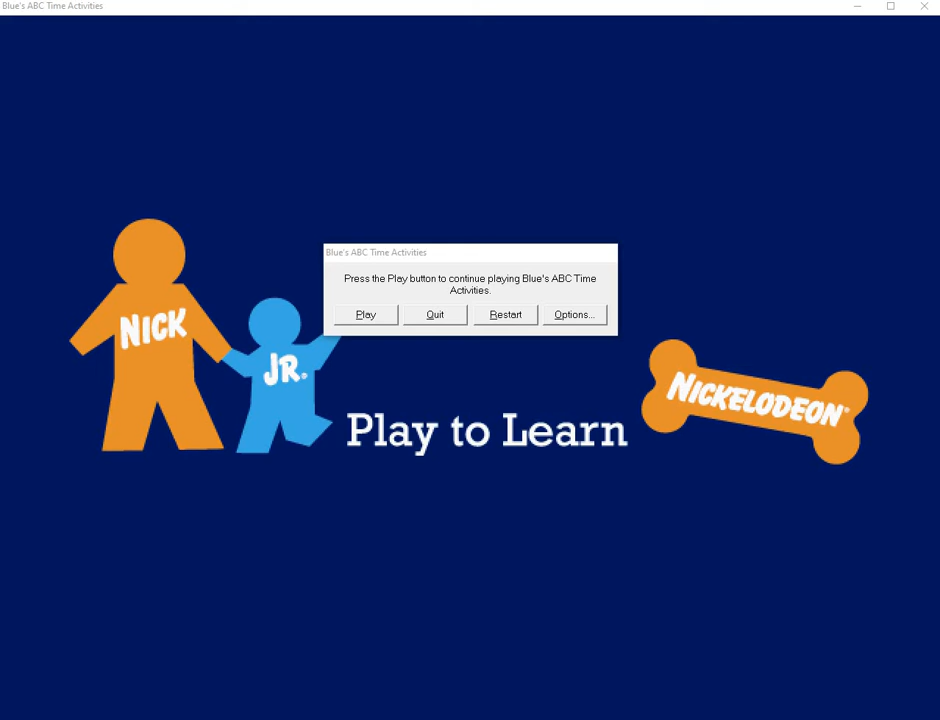 Blue's ABC Time Activities
Blue's ABC Time Activities
Press the Play button to continue playing Blue's ABC Time
Activities.
Play Quit Restart Options...
NICK
JR.
Play to Learn
NICKELODEON®